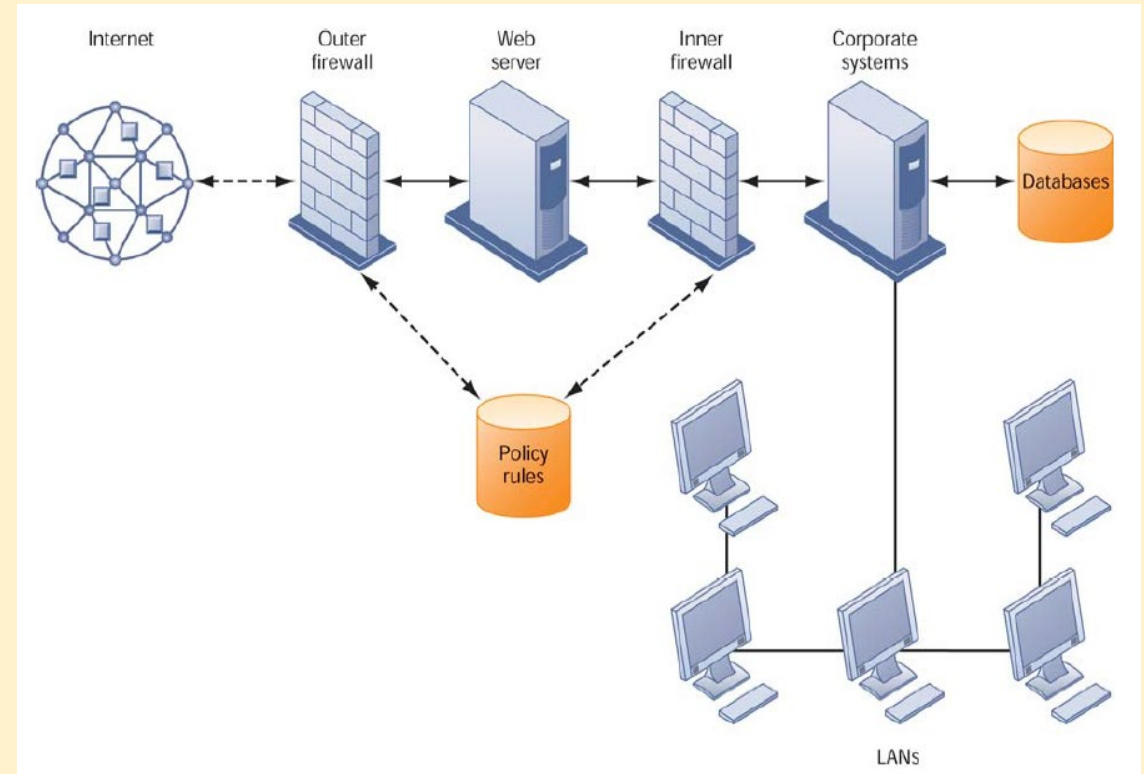 Internet
Outer
firewall
Web
server
Inner
firewall
Corporate
systems
Databases
Policy
rules
LANs